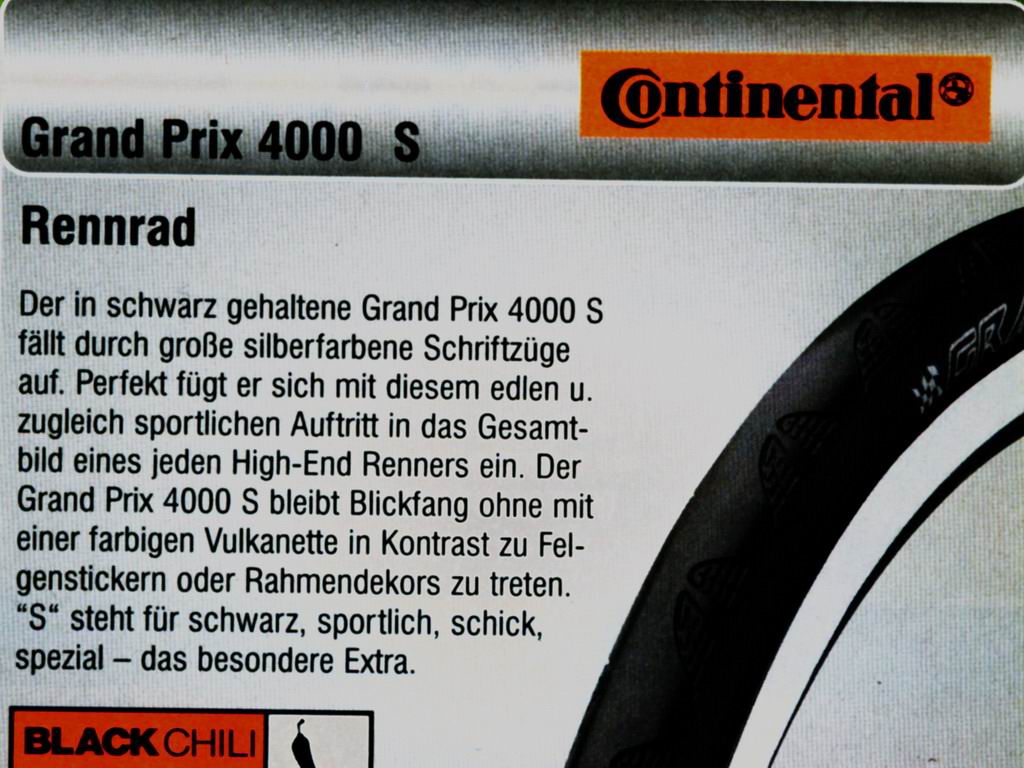 Continental
Grand Prix 4000 S
Rennrad
Der in schwarz gehaltene Grand Prix 4000 S
fällt durch große silberfarbene Schriftzüge
auf. Perfekt fügt er sich mit diesem edlen u.
zugleich sportlichen Auftritt in das Gesamt-
bild eines jeden High-End Renners ein. Der
Grand Prix 4000 S bleibt Blickfang ohne mit
einer farbigen Vulkanette in Kontrast zu Fel-
genstickern oder Rahmendekors zu treten.
“S“ steht für schwarz, sportlich, schick,
spezial – das besondere Extra.
GRA
BLACK CHILI